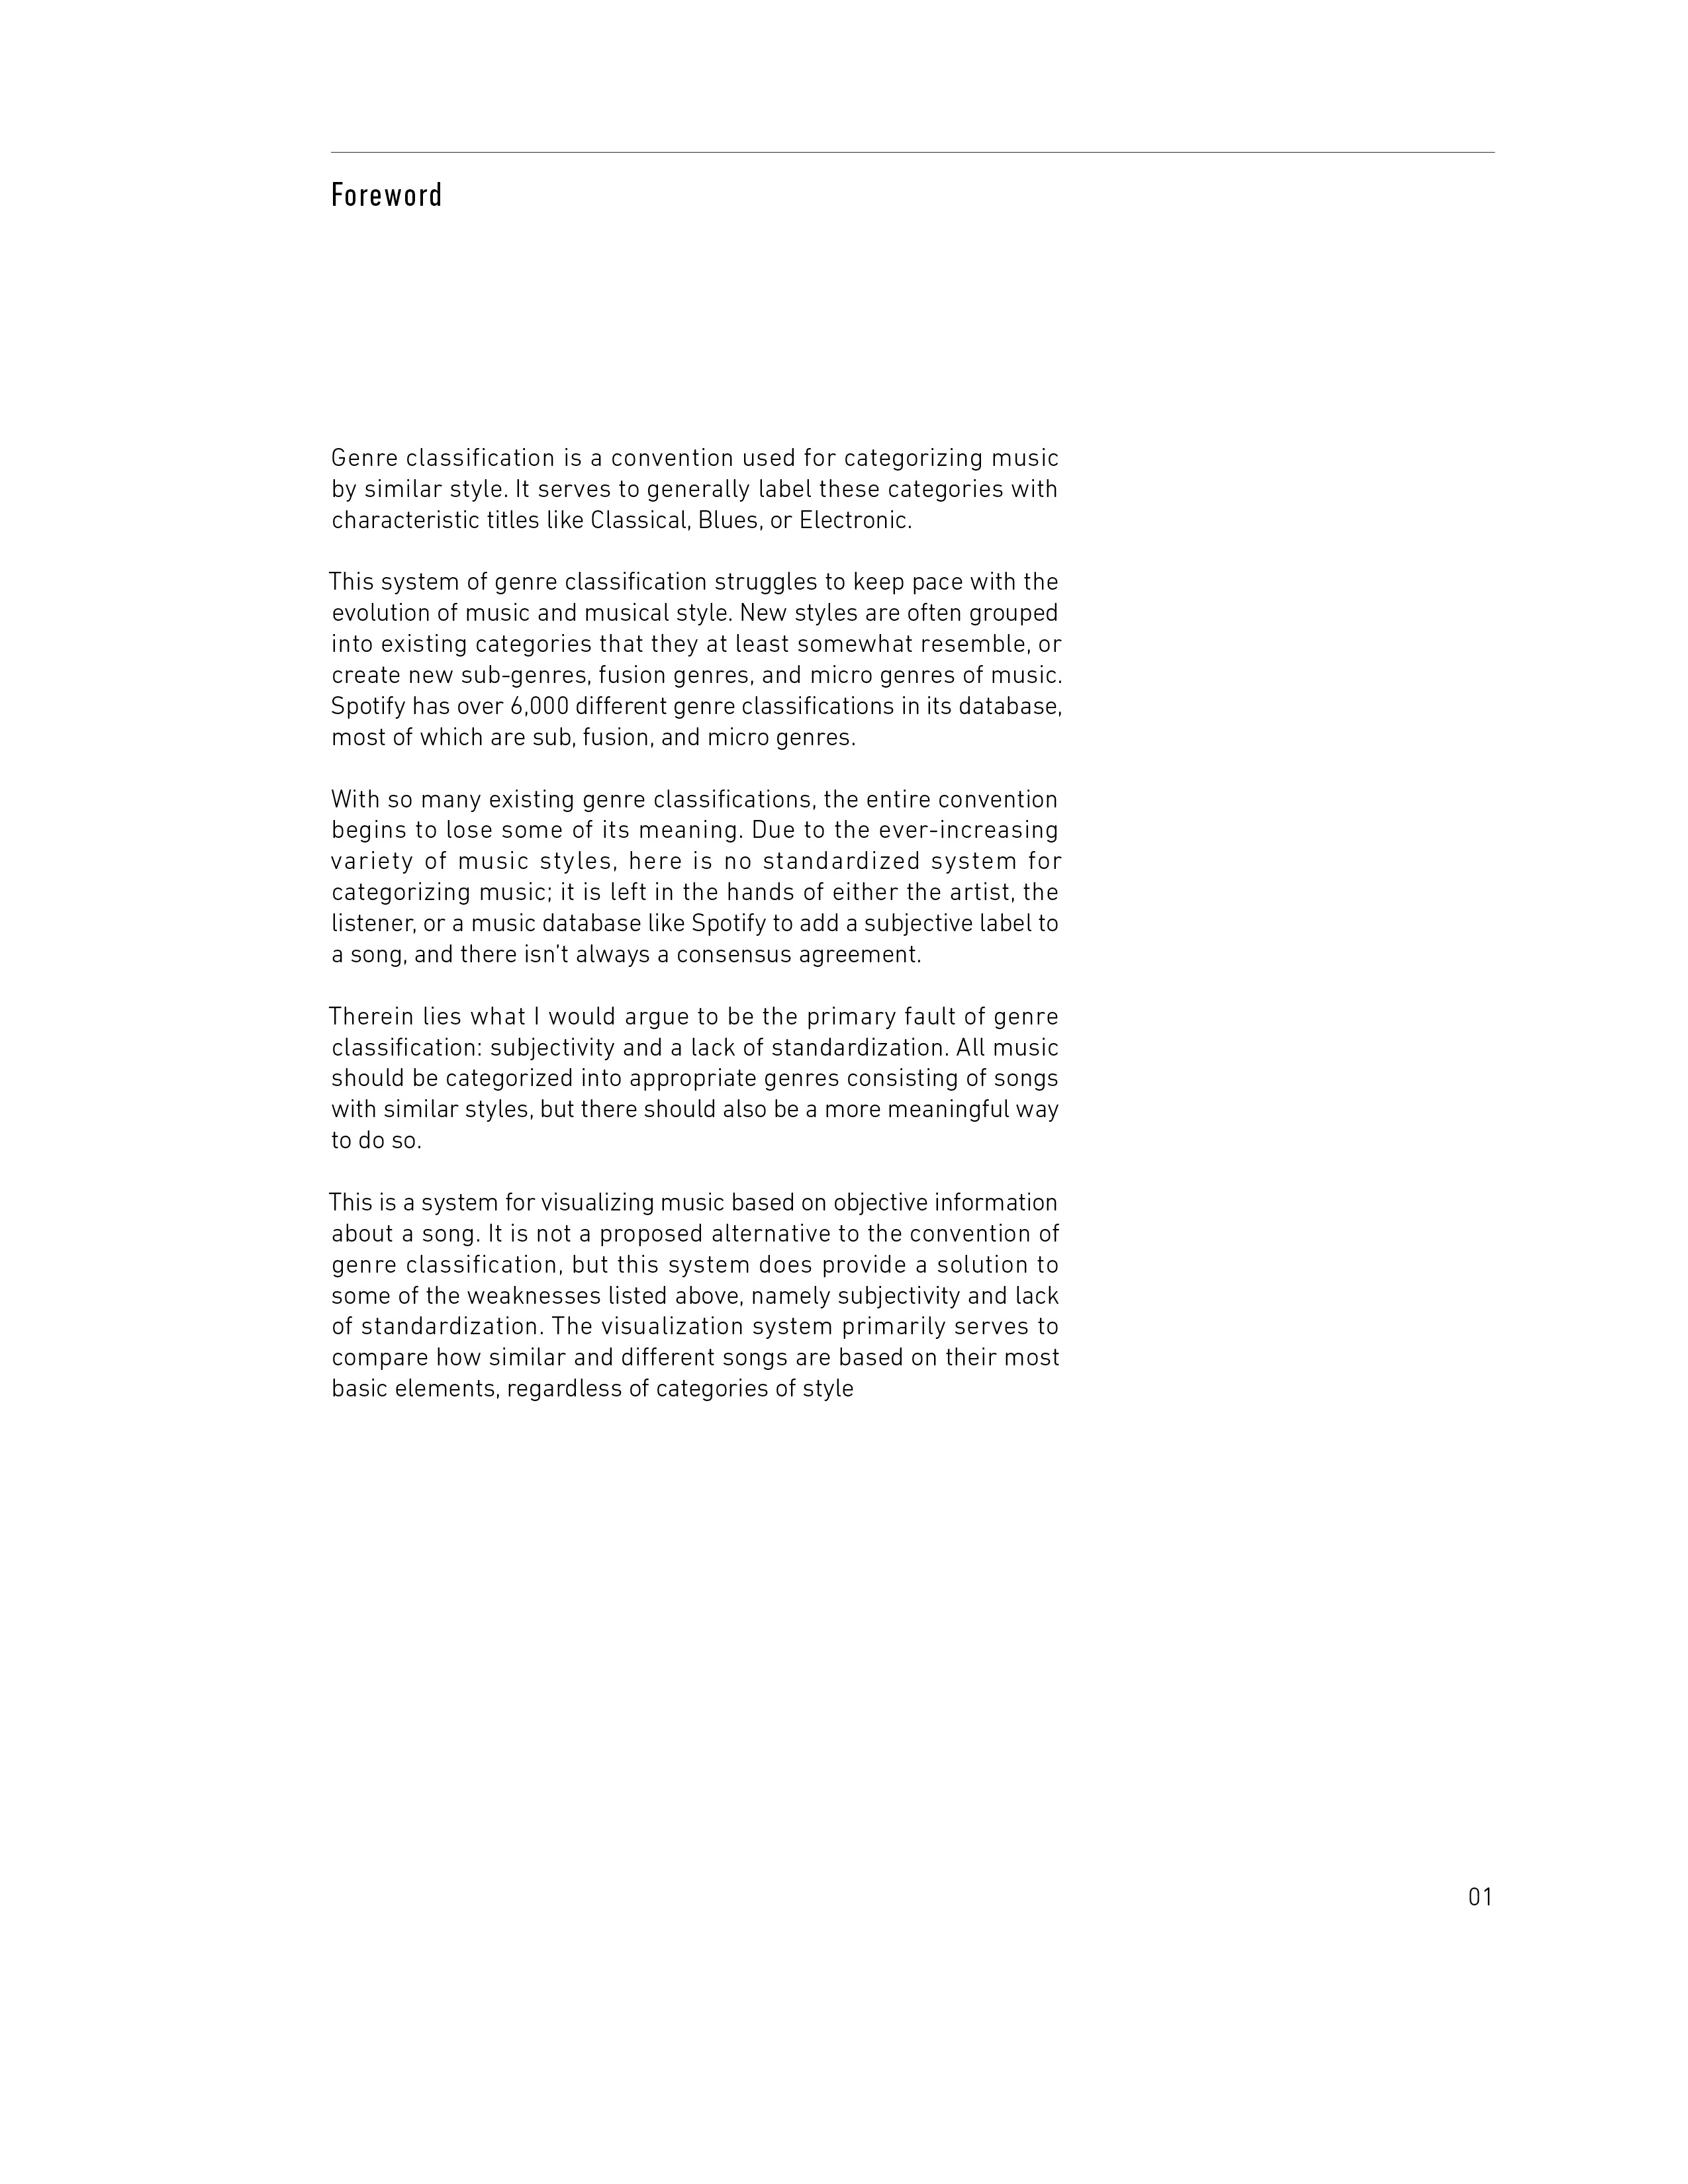 Foreword
Genre classification is a convention used for categorizing music
by similar style. It serves to generally label these categories with
characteristic titles like Classical, Blues, or Electronic.
This system of genre classification struggles to keep pace with the
evolution of music and musical style. New styles are often grouped
into existing categories that they at least somewhat resemble, or
create new sub-genres, fusion genres, and micro genres of music.
Spotify has over 6,000 different genre classifications in its database,
most of which are sub, fusion, and micro genres.
With so many existing genre classifications, the entire convention
begins to lose some of its meaning. Due to the ever-increasing
variety of music styles, here is no standardized system for
categorizing music; it is left in the hands of either the artist, the
listener, or a music database like Spotify to add a subjective label to
a song, and there isn’t always a consensus agreement.
Therein lies what I would argue to be the primary fault of genre
classification: subjectivity and a lack of standardization. All music
should be categorized into appropriate genres consisting of songs
with similar styles, but there should also be a more meaningful way
to do so.
This is a system for visualizing music based on objective information
about a song. It is not a proposed alternative to the convention of
genre classification, but this system does provide a solution to
some of the weaknesses listed above, namely subjectivity and lack
of standardization. The visualization system primarily serves to
compare how similar and different songs are based on their most
basic elements, regardless of categories of style
01